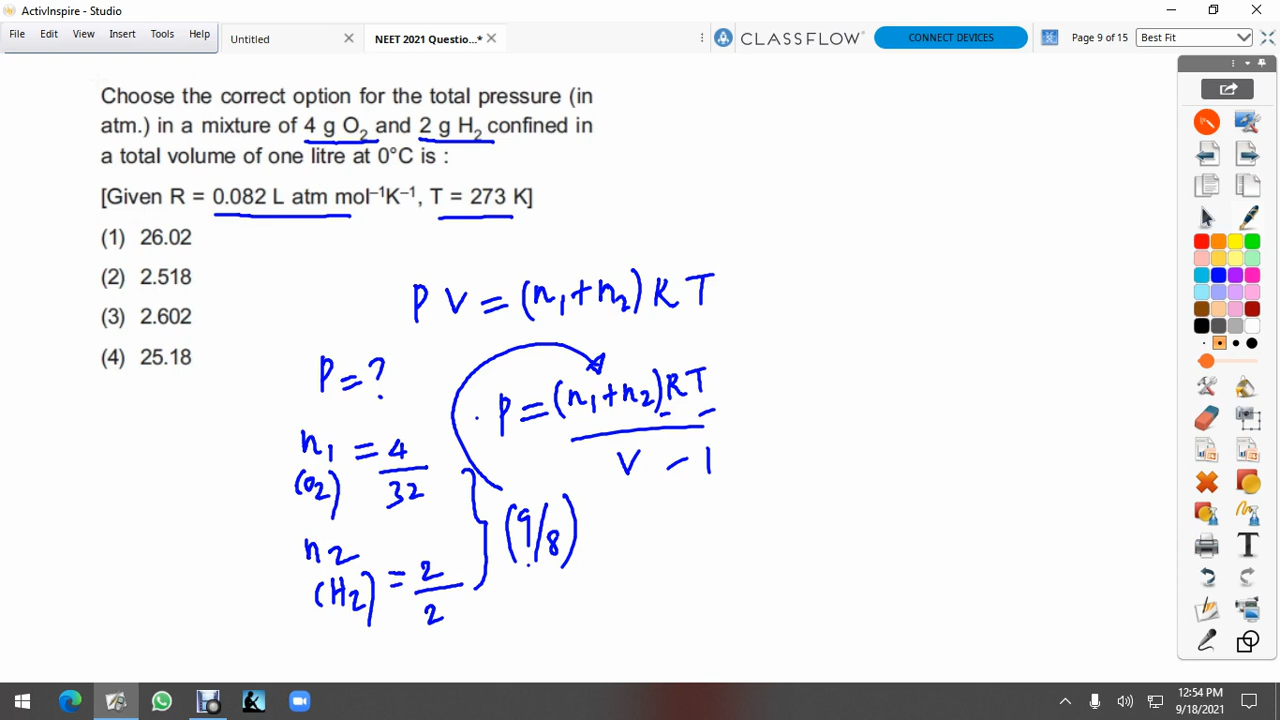 ActivInspire - Studio
File Edit View Insert Tools Help
Untitled
NEET 2021 Questio...*
CLASSFLOW
CONNECT DEVICES
Page 9 of 15
Best Fit
Choose the correct option for the total pressure (in
atm.) in a mixture of 4 g O₂ and 2 g H₂ confined in
a total volume of one litre at 0°C is :
[Given R = 0.082 L atm mol⁻¹K⁻¹, T = 273 K]
(1) 26.02
(2) 2.518
(3) 2.602
(4) 25.18
P V = (n₁+n₂) R T
P = ?
P = (n₁+n₂) R T
V - 1
n₁ = 4
(O₂) 32
(9/8)
n₂
(H₂) = 2
2
T
12:54 PM
9/18/2021